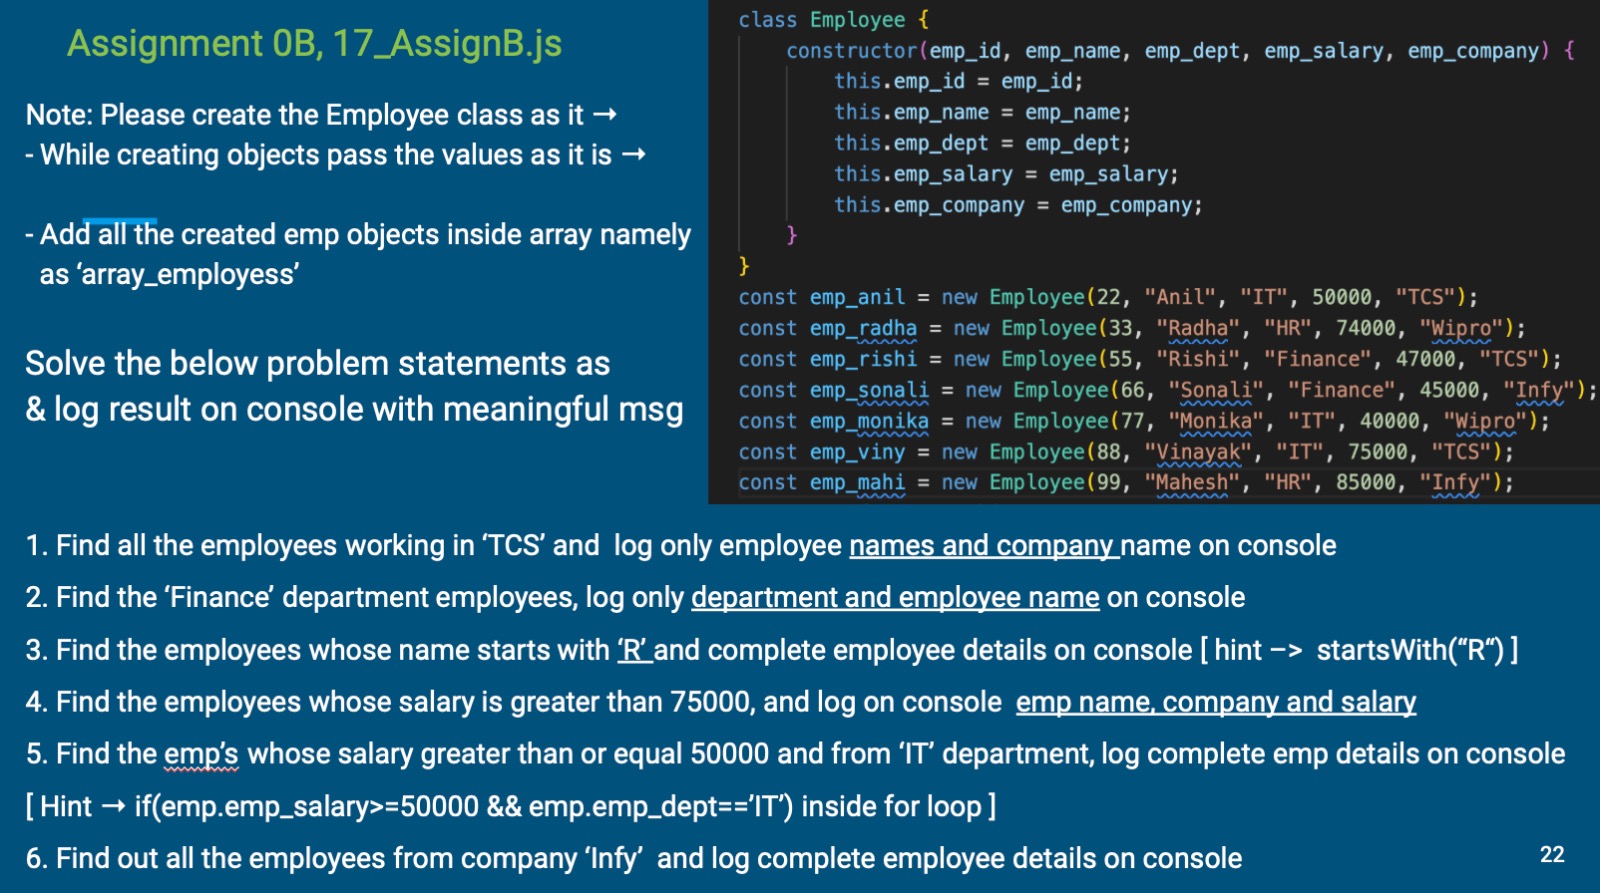 Assignment 0B, 17_AssignB.js
Note: Please create the Employee class as it →
- While creating objects pass the values as it is →
- Add all the created emp objects inside array namely
as ‘array_employess’
Solve the below problem statements as
& log result on console with meaningful msg
class Employee {
constructor(emp_id, emp_name, emp_dept, emp_salary, emp_company) {
this.emp_id = emp_id;
this.emp_name = emp_name;
this.emp_dept = emp_dept;
this.emp_salary = emp_salary;
this.emp_company = emp_company;
}
}
const emp_anil = new Employee(22, "Anil", "IT", 50000, "TCS");
const emp_radha = new Employee(33, "Radha", "HR", 74000, "Wipro");
const emp_rishi = new Employee(55, "Rishi", "Finance", 47000, "TCS");
const emp_sonali = new Employee(66, "Sonali", "Finance", 45000, "Infy");
const emp_monika = new Employee(77, "Monika", "IT", 40000, "Wipro");
const emp_viny = new Employee(88, "Vinayak", "IT", 75000, "TCS");
const emp_mahi = new Employee(99, "Mahesh", "HR", 85000, "Infy");
1. Find all the employees working in ‘TCS’ and log only employee names and company name on console
2. Find the ‘Finance’ department employees, log only department and employee name on console
3. Find the employees whose name starts with ‘R’ and complete employee details on console [ hint –> startsWith(“R“) ]
4. Find the employees whose salary is greater than 75000, and log on console emp name, company and salary
5. Find the emp’s whose salary greater than or equal 50000 and from ‘IT’ department, log complete emp details on console
[ Hint → if(emp.emp_salary>=50000 && emp.emp_dept==’IT’) inside for loop ]
6. Find out all the employees from company ‘Infy’ and log complete employee details on console
22